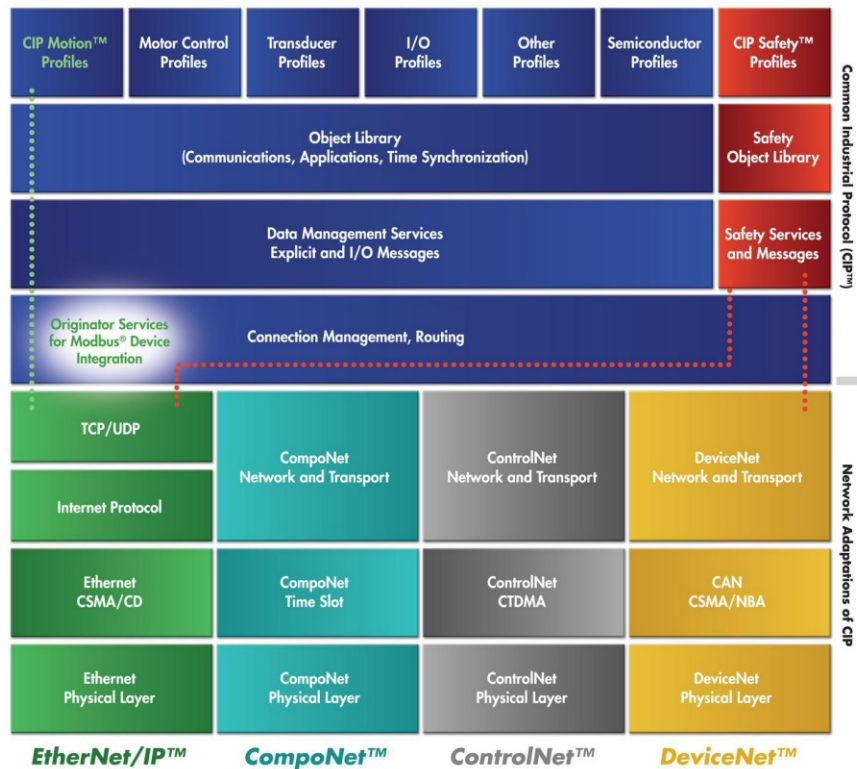 CIP Motion™
Profiles
Motor Control
Profiles
Transducer
Profiles
I/O
Profiles
Other
Profiles
Semiconductor
Profiles
CIP Safety™
Profiles
Object Library
(Communications, Applications, Time Synchronization)
Safety
Object Library
Data Management Services
Explicit and I/O Messages
Safety Services
and Messages
Originator Services
for Modbus® Device
Integration
Connection Management, Routing
Common Industrial Protocol (CIP™)
TCP/UDP
Internet Protocol
CompoNet
Network and Transport
ControlNet
Network and Transport
DeviceNet
Network and Transport
Ethernet
CSMA/CD
CompoNet
Time Slot
ControlNet
CTDMA
CAN
CSMA/NBA
Ethernet
Physical Layer
CompoNet
Physical Layer
ControlNet
Physical Layer
DeviceNet
Physical Layer
Network Adaptations of CIP
EtherNet/IP™
CompoNet™
ControlNet™
DeviceNet™